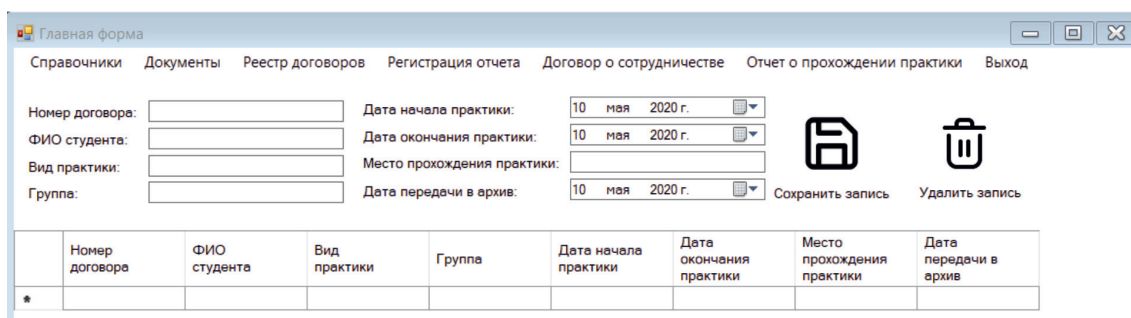 Главная форма
Справочники Документы Реестр договоров Регистрация отчета Договор о сотрудничестве Отчет о прохождении практики Выход
Номер договора: Дата начала практики: 10 мая 2020 г.
ФИО студента: Дата окончания практики: 10 мая 2020 г.
Вид практики: Место прохождения практики:
Группа: Дата передачи в архив: 10 мая 2020 г.
Сохранить запись Удалить запись
Номер договора ФИО студента Вид практики Группа Дата начала практики Дата окончания практики Место прохождения практики Дата передачи в архив
*